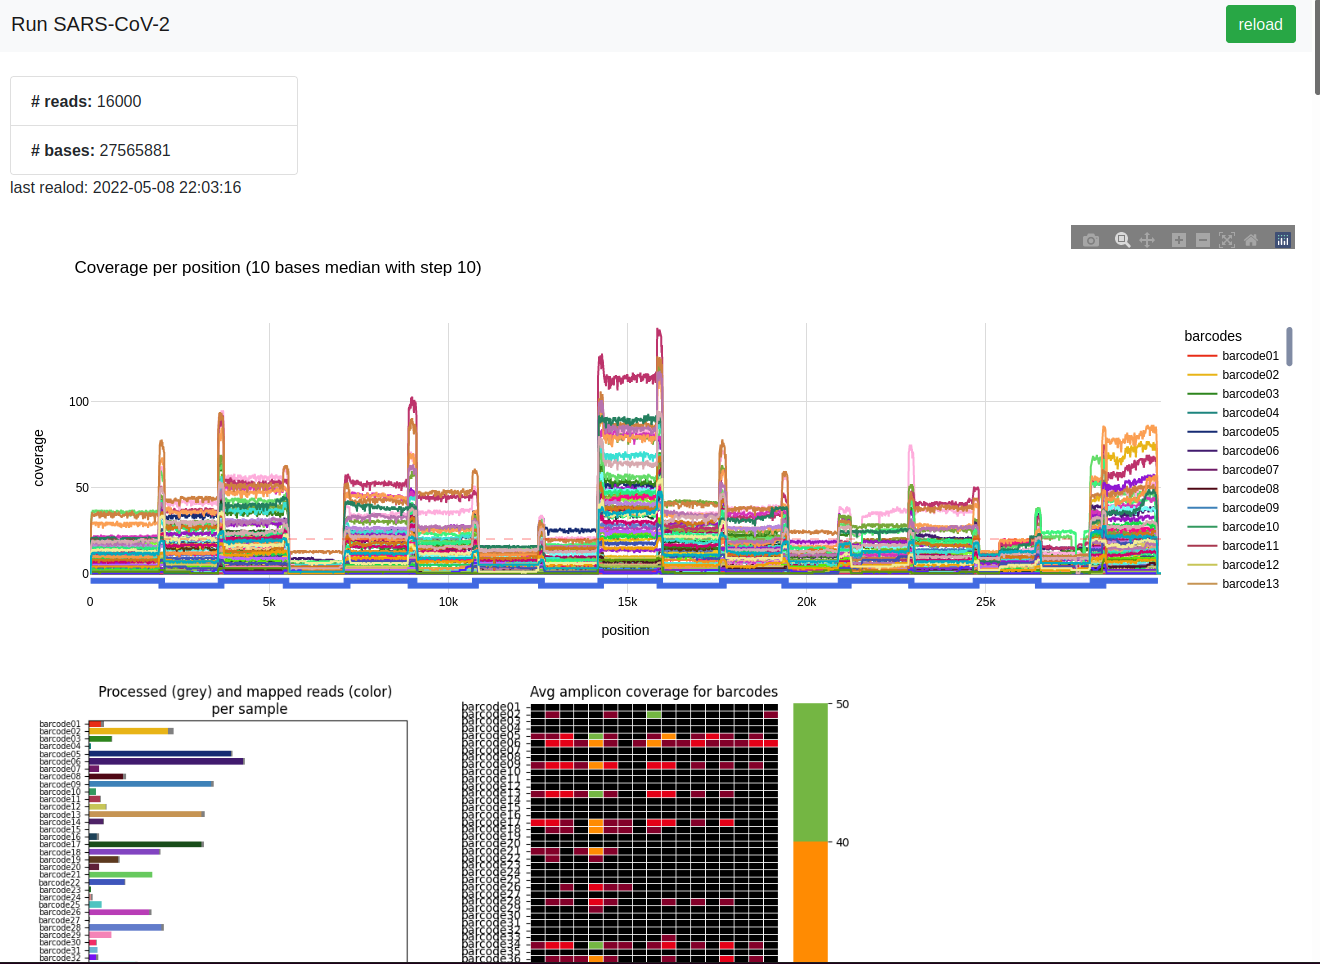 Run SARS-CoV-2
reload
# reads: 16000
# bases: 27565881
last realod: 2022-05-08 22:03:16
Coverage per position (10 bases median with step 10)
barcodes
barcode01
barcode02
barcode03
barcode04
barcode05
barcode06
barcode07
barcode08
barcode09
barcode10
barcode11
barcode12
barcode13
coverage
100
50
0
0
5k
10k
15k
20k
25k
position
Processed (grey) and mapped reads (color)
per sample
barcode01
barcode02
barcode03
barcode04
barcode05
barcode06
barcode07
barcode08
barcode09
barcode10
barcode11
barcode12
barcode13
barcode14
barcode15
barcode16
barcode17
barcode18
barcode19
barcode20
barcode21
barcode22
barcode23
barcode24
barcode25
barcode26
barcode27
barcode28
barcode29
barcode30
barcode31
barcode32
Avg amplicon coverage for barcodes
barcode01
barcode02
barcode03
barcode04
barcode05
barcode06
barcode07
barcode08
barcode09
barcode10
barcode11
barcode12
barcode13
barcode14
barcode15
barcode16
barcode17
barcode18
barcode19
barcode20
barcode21
barcode22
barcode23
barcode24
barcode25
barcode26
barcode27
barcode28
barcode29
barcode30
barcode31
barcode32
barcode33
barcode34
barcode35
barcode36
50
40